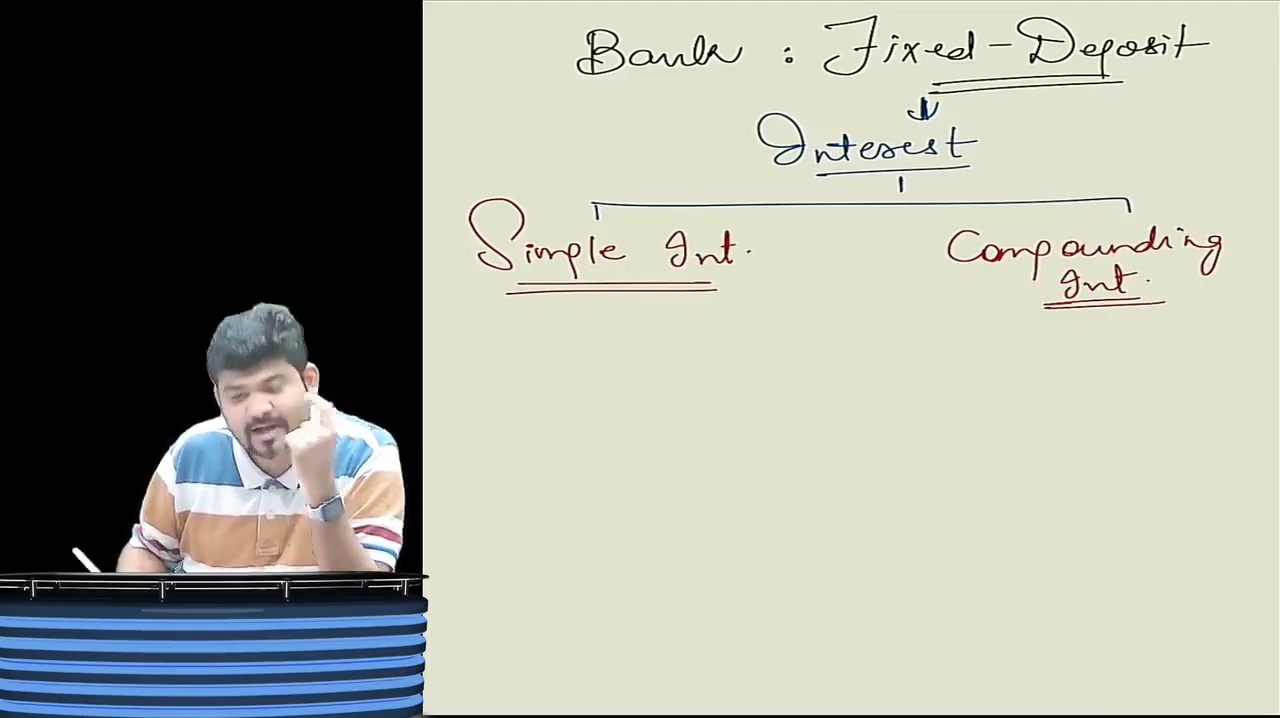 Bank : Fixed-Deposit
Interest
Simple Int.
Compounding
Int.